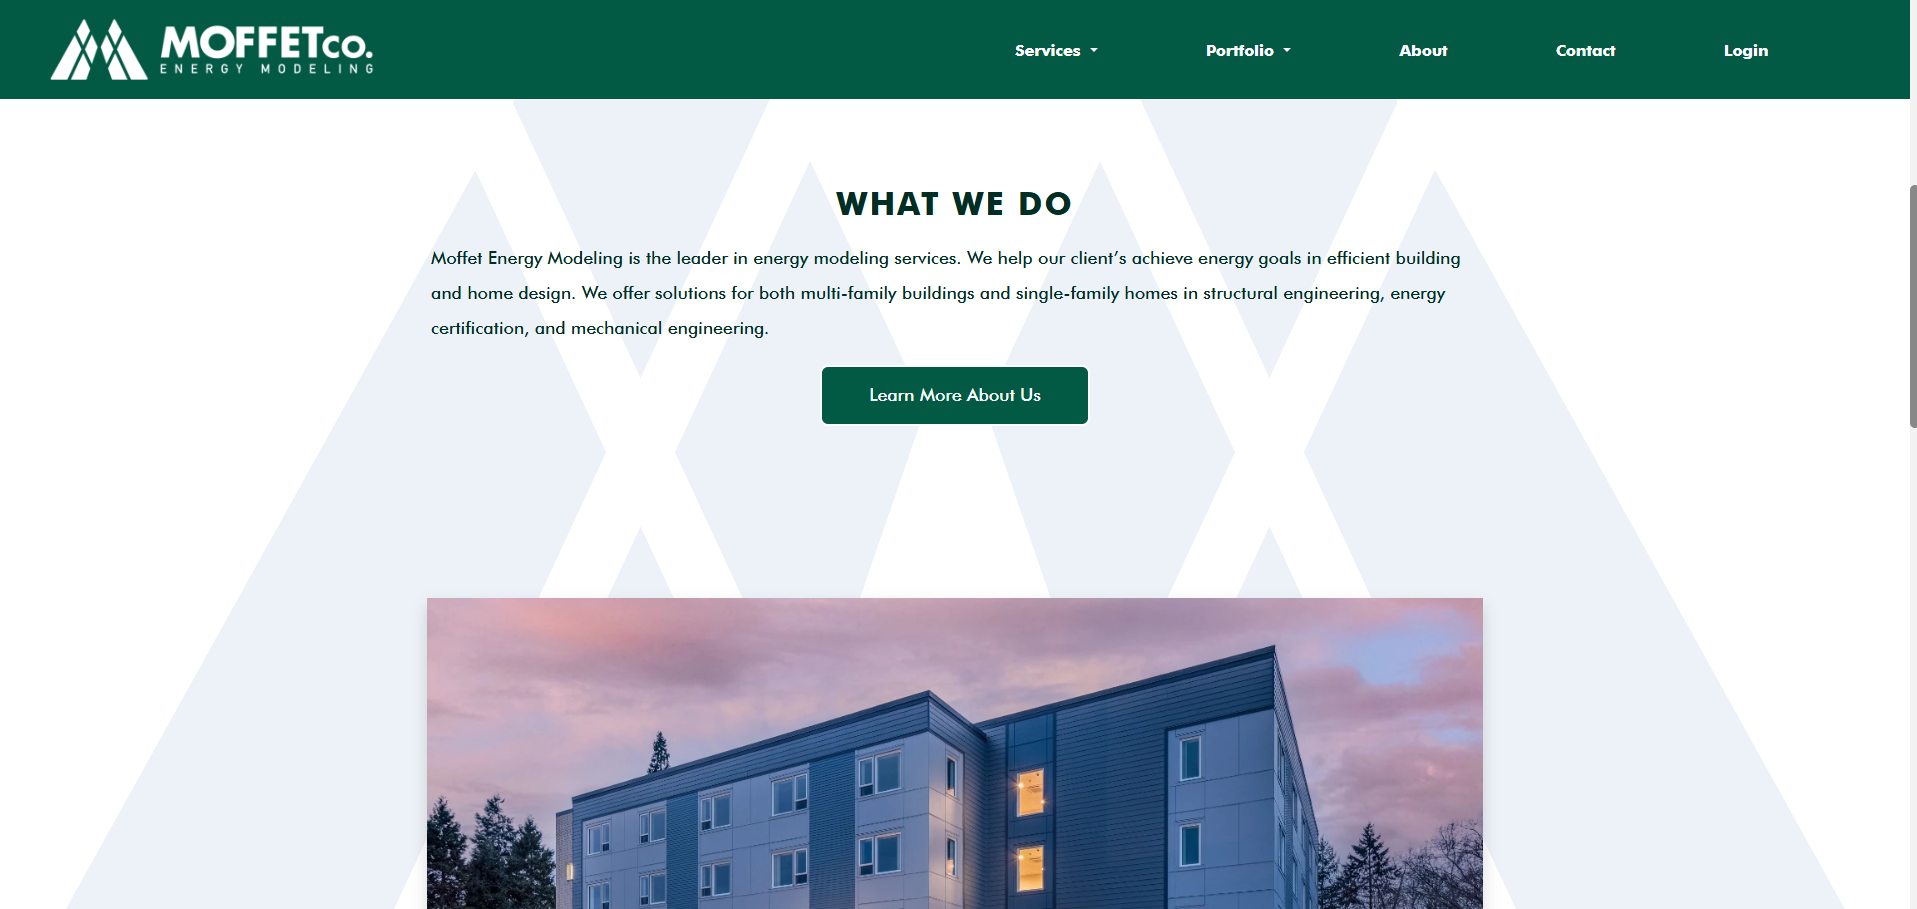 MOFFETCO.
ENERGY MODELING
Services
Portfolio
About
Contact
Login
WHAT WE DO
Moffet Energy Modeling is the leader in energy modeling services. We help our client’s achieve energy goals in efficient building
and home design. We offer solutions for both multi-family buildings and single-family homes in structural engineering, energy
certification, and mechanical engineering.
Learn More About Us